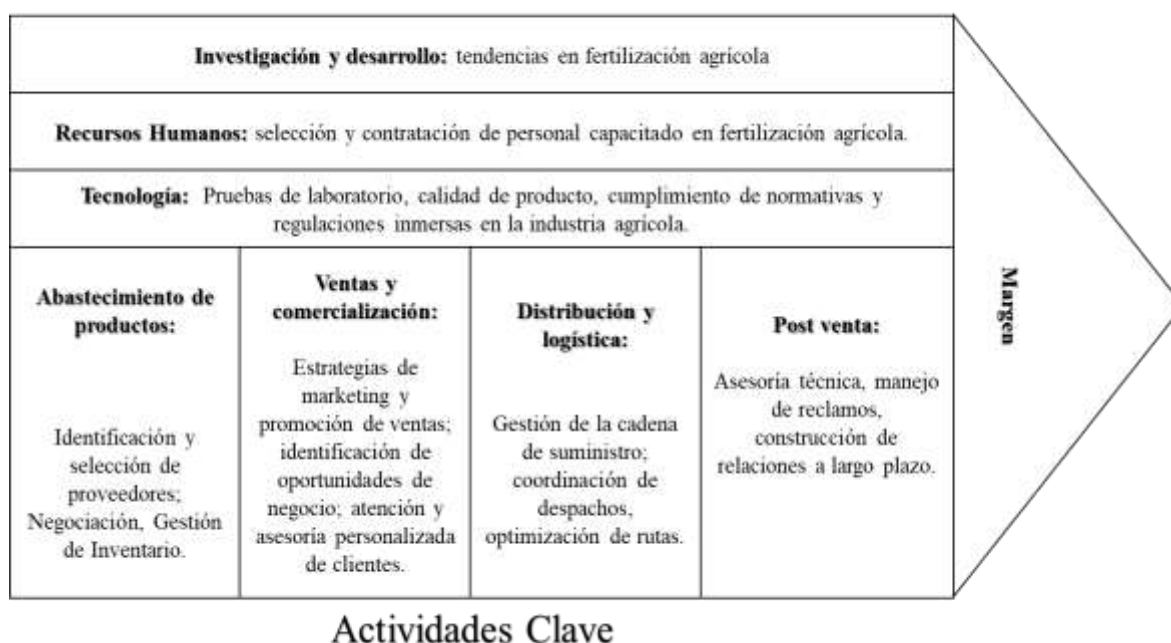 Investigación y desarrollo: tendencias en fertilización agrícola
Recursos Humanos: selección y contratación de personal capacitado en fertilización agrícola.
Tecnología: Pruebas de laboratorio, calidad de producto, cumplimiento de normativas y
regulaciones inmersas en la industria agrícola.
Abastecimiento de
productos:
Identificación y
selección de
proveedores;
Negociación, Gestión
de Inventario.
Ventas y
comercialización:
Estrategias de
marketing y
promoción de ventas;
identificación de
oportunidades de
negocio; atención y
asesoría personalizada
de clientes.
Distribución y
logística:
Gestión de la cadena
de suministro;
coordinación de
despachos,
optimización de rutas.
Post venta:
Asesoría técnica, manejo
de reclamos,
construcción de
relaciones a largo plazo.
Margen
Actividades Clave